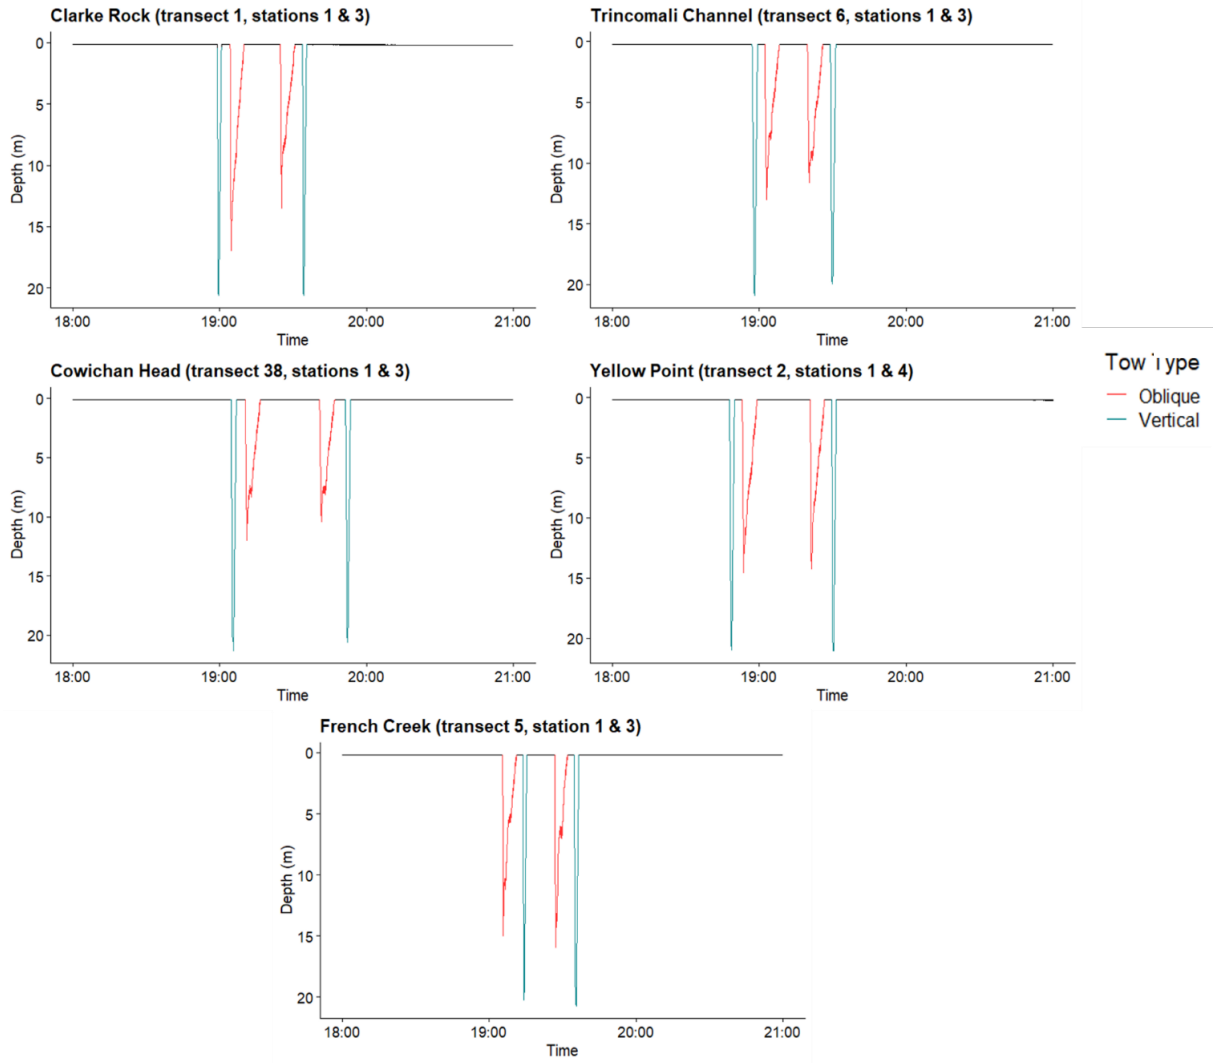 Clarke Rock (transect 1, stations 1 & 3)
0
5
10
15
20
Depth (m)
18:00 19:00 20:00 21:00
Time
Trincomali Channel (transect 6, stations 1 & 3)
0
5
10
15
20
Depth (m)
18:00 19:00 20:00 21:00
Time
Cowichan Head (transect 38, stations 1 & 3)
0
5
10
15
20
Depth (m)
18:00 19:00 20:00 21:00
Time
Yellow Point (transect 2, stations 1 & 4)
0
5
10
15
20
Depth (m)
18:00 19:00 20:00 21:00
Time
Tow Type
Oblique
Vertical
French Creek (transect 5, station 1 & 3)
0
5
10
15
20
Depth (m)
18:00 19:00 20:00 21:00
Time